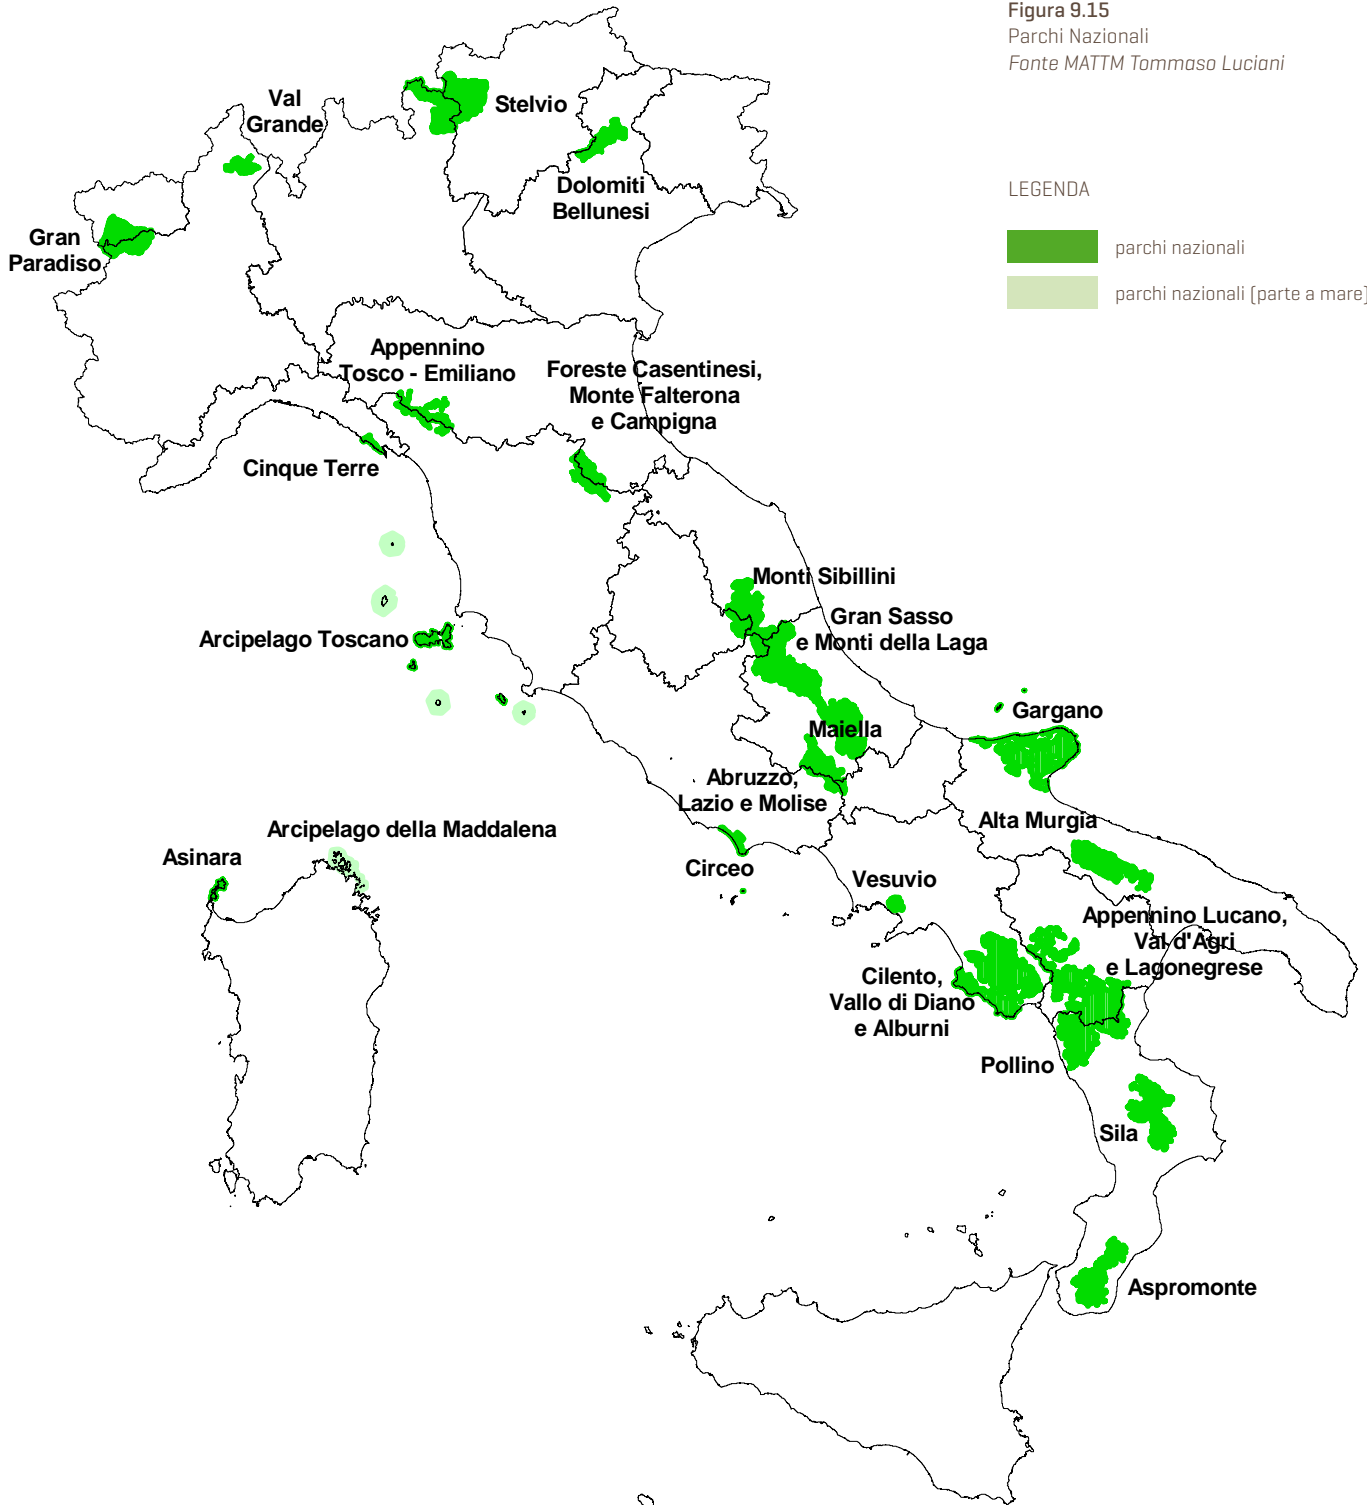 Figura 9.15
Parchi Nazionali
Fonte MATTM Tommaso Luciani
LEGENDA
parchi nazionali
parchi nazionali (parte a mare)
Val
Grande
Stelvio
Dolomiti
Bellunesi
Gran
Paradiso
Appennino
Tosco - Emiliano
Foreste Casentinesi,
Monte Falterona
e Campigna
Cinque Terre
Monti Sibillini
Gran Sasso
e Monti della Laga
Arcipelago Toscano
Gargano
Maiella
Abruzzo,
Lazio e Molise
Alta Murgia
Arcipelago della Maddalena
Asinara
Circeo
Vesuvio
Appennino Lucano,
Val d'Agri
e Lagonegrese
Cilento,
Vallo di Diano
e Alburni
Pollino
Sila
Aspromonte